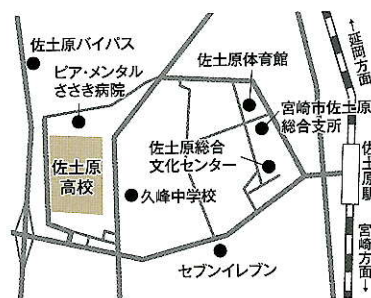 佐土原バイパス
ピア・メンタル
ささき病院
佐土原
高校
佐土原体育館
宮崎市佐土原
総合支所
佐土原総合
文化センター
久峰中学校
セブンイレブン
←延岡方面
佐土原駅
宮崎方面→